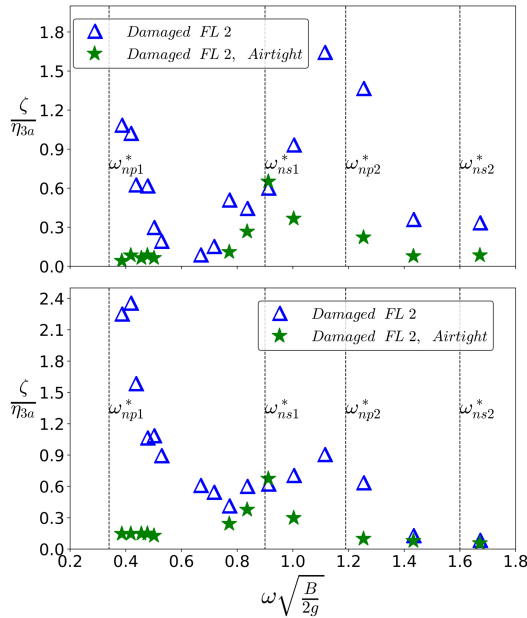 Damaged FL 2
Damaged FL 2, Airtight
1.8
1.5
1.2
0.9
0.6
0.3
0.0
ζ/η3a
ω*np1
ω*ns1
ω*np2
ω*ns2
Damaged FL 2
Damaged FL 2, Airtight
2.4
2.1
1.8
1.5
1.2
0.9
0.6
0.3
0.0
ζ/η3a
ω*np1
ω*ns1
ω*np2
ω*ns2
0.2 0.4 0.6 0.8 1.0 1.2 1.4 1.6 1.8
ω√(B/2g)